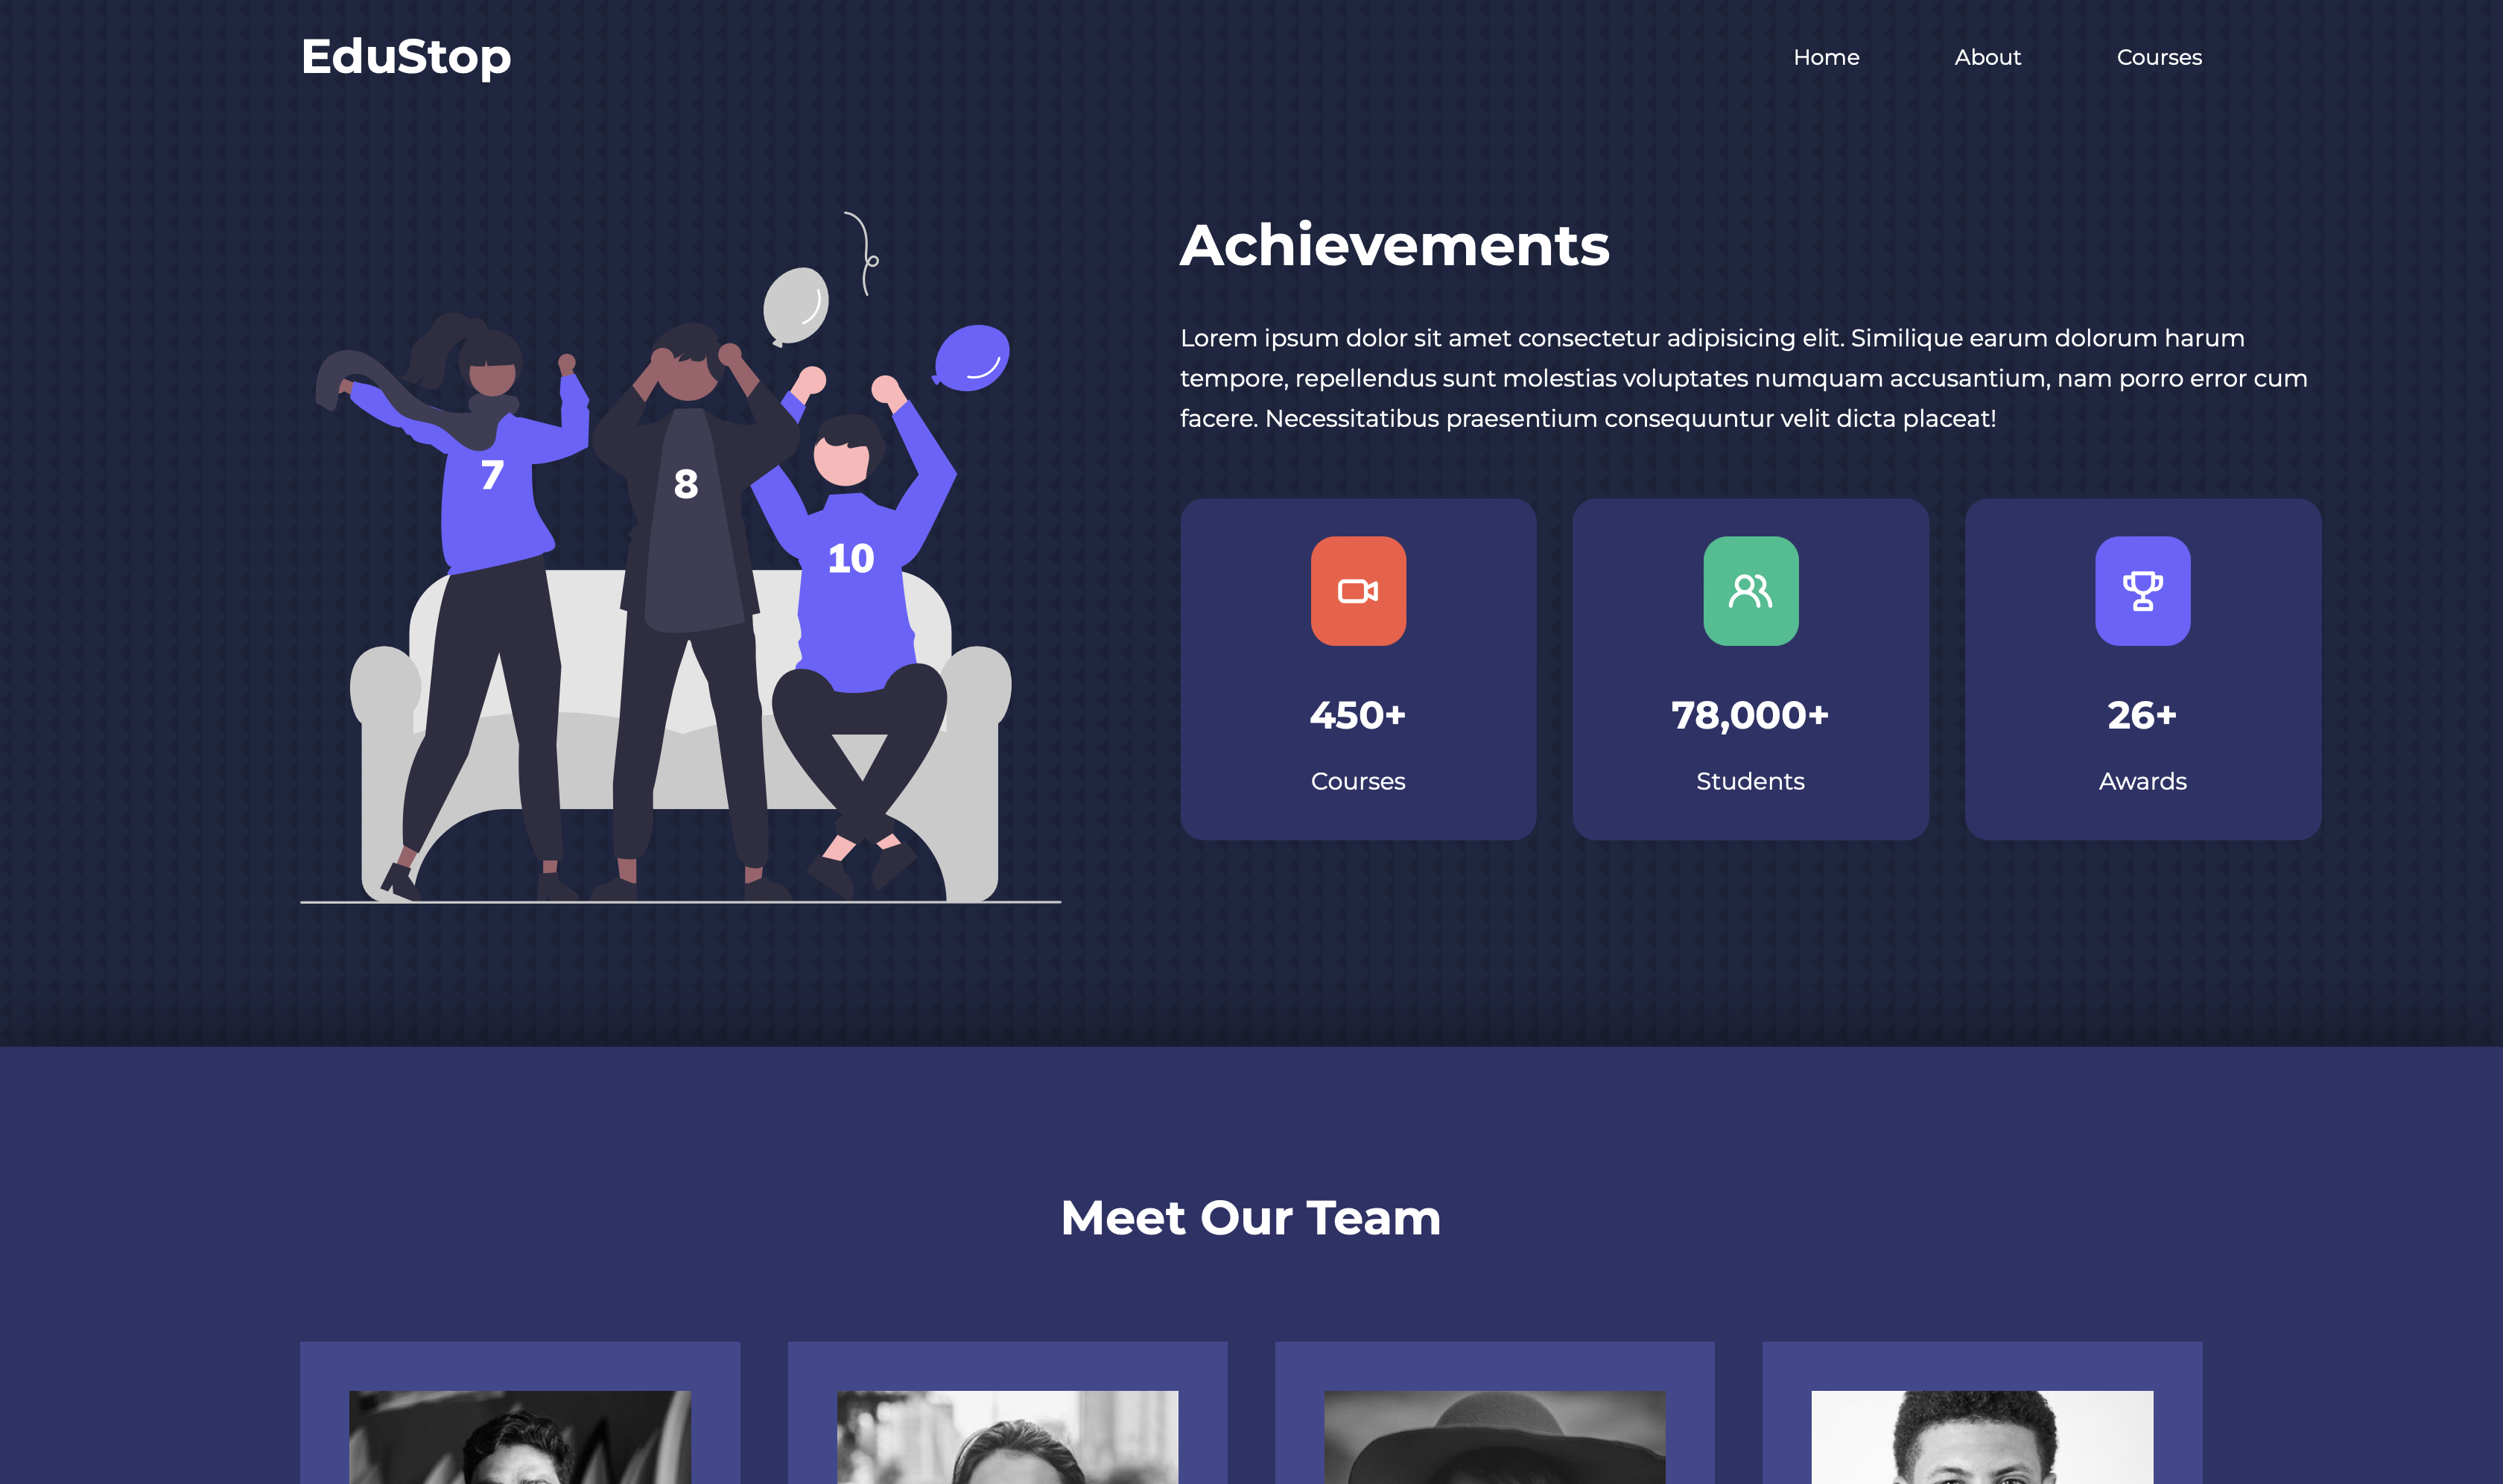 EduStop
Home
About
Courses
Achievements
Lorem ipsum dolor sit amet consectetur adipisicing elit. Similique earum dolorum harum
tempore, repellendus sunt molestias voluptates numquam accusantium, nam porro error cum
facere. Necessitatibus praesentium consequuntur velit dicta placeat!
7
8
10
450+
Courses
78,000+
Students
26+
Awards
Meet Our Team